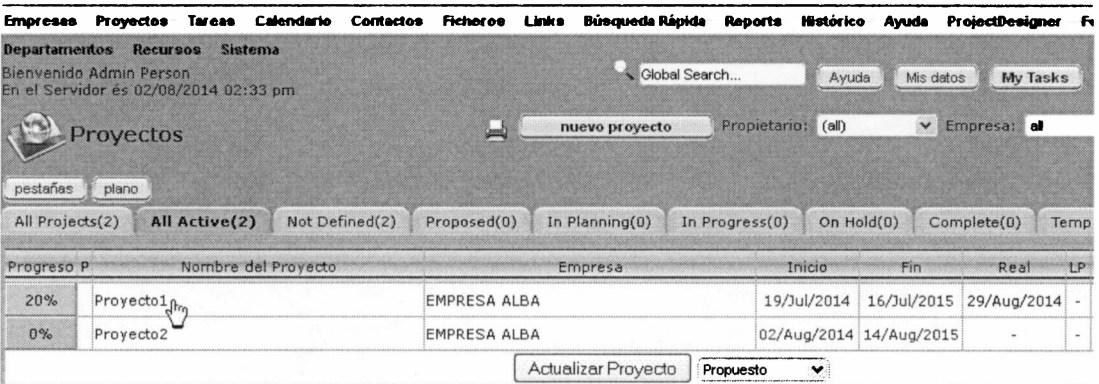 Empresas Proyectos Tareas Calendario Contactos Ficheros Links Búsqueda Rápida Reports Histórico Ayuda ProjectDesigner
Departamentos Recursos Sistema
Bienvenido Admin Person
En el Servidor és 02/08/2014 02:33 pm
Global Search... Ayuda Mis datos My Tasks
Proyectos nuevo proyecto Propietario: (all) Empresa: all
pestañas plano
All Projects(2) All Active(2) Not Defined(2) Proposed(0) In Planning(0) In Progress(0) On Hold(0) Complete(0) Temp
Progreso P Nombre del Proyecto Empresa Inicio Fin Real LP
20% Proyecto1 EMPRESA ALBA 19/Jul/2014 16/Jul/2015 29/Aug/2014 -
0% Proyecto2 EMPRESA ALBA 02/Aug/2014 14/Aug/2015 - -
Actualizar Proyecto Propuesto